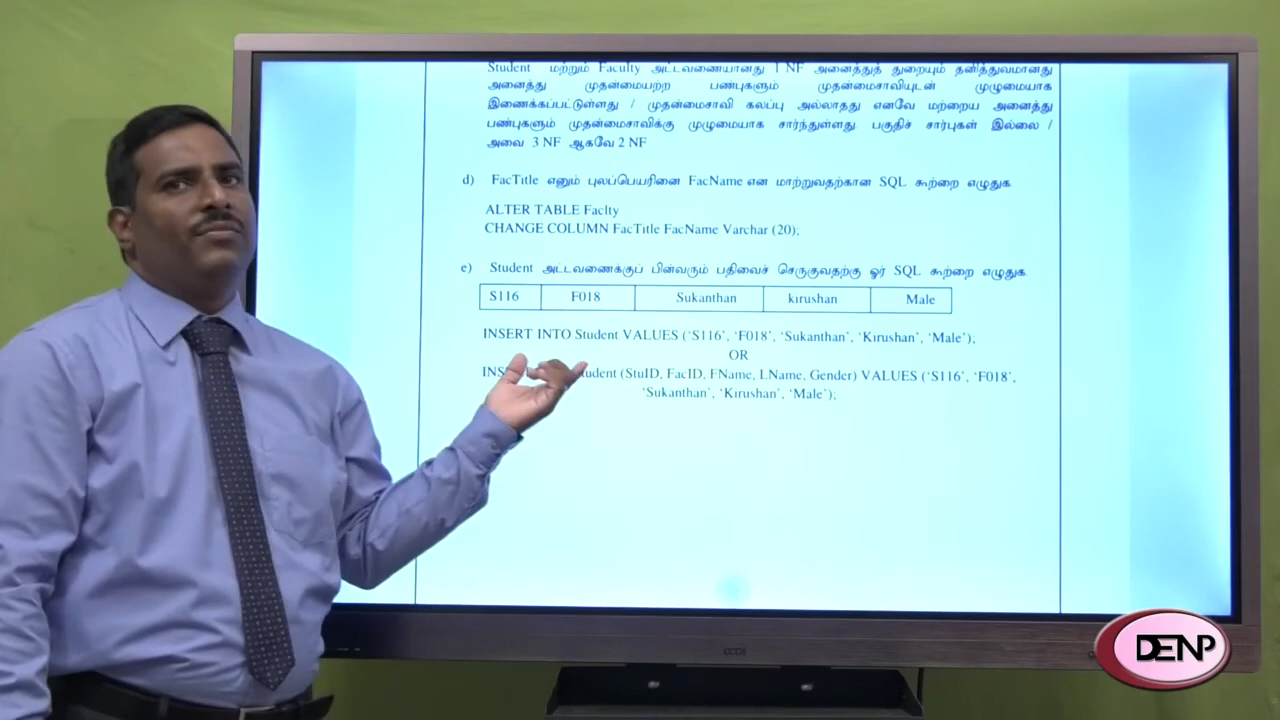 Student மற்றும் Faculty அட்டவணையானது 1 NF அனைத்துத் துறையும் தனித்துவமானது
அனைத்து முதன்மையற்ற பண்புகளும் முதன்மைசாவியுடன் முழுமையாக
இணைக்கப்பட்டுள்ளது / முதன்மைசாவி கலப்பு அல்லாதது எனவே மற்றைய அனைத்து
பண்புகளும் முதன்மைசாவிக்கு முழுமையாக சார்ந்துள்ளது. பகுதிச் சார்புகள் இல்லை /
அவை 3 NF ஆகவே 2 NF
d) FacTitle எனும் புலப்பெயரினை FacName என மாற்றுவதற்கான SQL கூற்றை எழுதுக.
ALTER TABLE Faclty
CHANGE COLUMN FacTitle FacName Varchar (20);
e) Student அட்டவணைக்குப் பின்வரும் பதிவைச் செருகுவதற்கு ஓர் SQL கூற்றை எழுதுக.
S116 F018 Sukanthan kirushan Male
INSERT INTO Student VALUES (‘S116’, ‘F018’, ‘Sukanthan’, ‘Kirushan’, ‘Male’);
OR
(StuID, FacID, FName, LName, Gender) VALUES (‘S116’, ‘F018’,
‘Sukanthan’, ‘Kirushan’, ‘Male’);
DENP